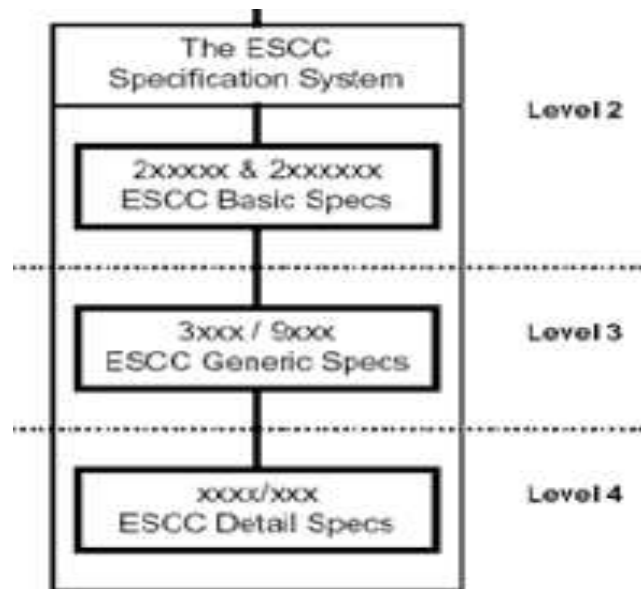 The ESCC
Specification System
Level 2
2xxxxx & 2xxxxxx
ESCC Basic Specs
3xxx / 9xxx
Level 3
ESCC Generic Specs
xxxx/xxx
Level 4
ESCC Detail Specs